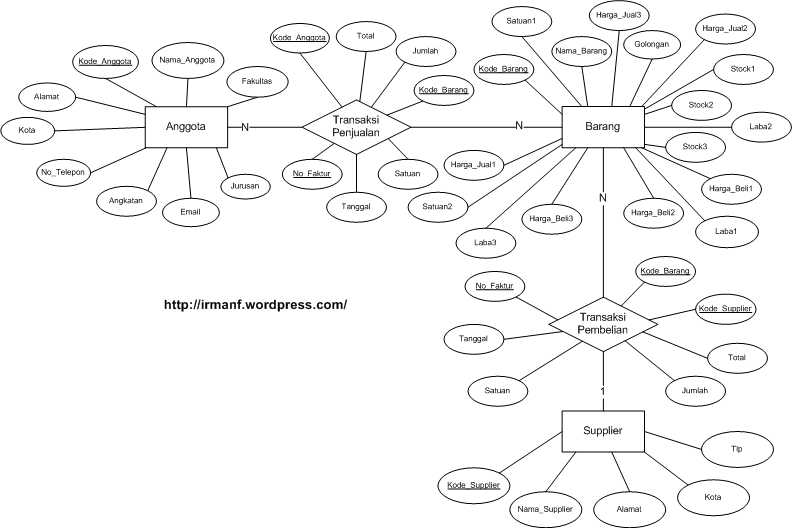 Satuan1
Harga_Jual3
Harga_Jual2
Kode_Anggota
Total
Jumlah
Nama_Barang
Golongan
Kode_Anggota
Nama_Anggota
Kode_Barang
Stock1
Fakultas
Kode_Barang
Alamat
Stock2
Kota
Anggota
N
Transaksi
Penjualan
N
Barang
Laba2
Stock3
No_Telepon
No_Faktur
Satuan
Harga_Jual1
Jurusan
Harga_Beli1
Angkatan
Email
Tanggal
Satuan2
N
Harga_Beli3
Harga_Beli2
Laba1
Laba3
http://irmanf.wordpress.com/
No_Faktur
Kode_Barang
Kode_Supplier
Transaksi
Pembelian
Tanggal
Total
Satuan
Jumlah
1
Supplier
Tlp
Kode_Supplier
Kota
Nama_Supplier
Alamat